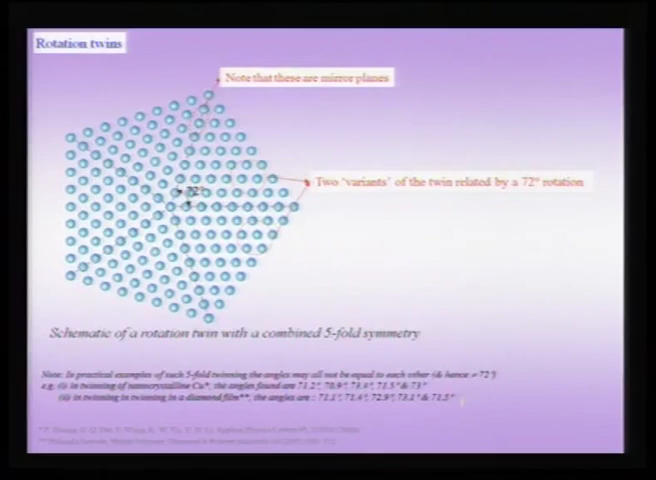 Rotation twins
Note that these are mirror planes
72°
Two 'variants' of the twin related by a 72° rotation
Schematic of a rotation twin with a combined 5-fold symmetry
Note: In practical examples of such 5-fold twinning the angles may all not be equal to each other (& hence ≠ 72°)
e.g. (i) in twinning of nanocrystalline Cu*, the angles found are 71.2°, 70.9°, 73.4°, 71.5° & 73°
(ii) in twinning in twinning in a diamond film**, the angles are : 71.1°, 71.4°, 72.9°, 73.1° & 71.5°